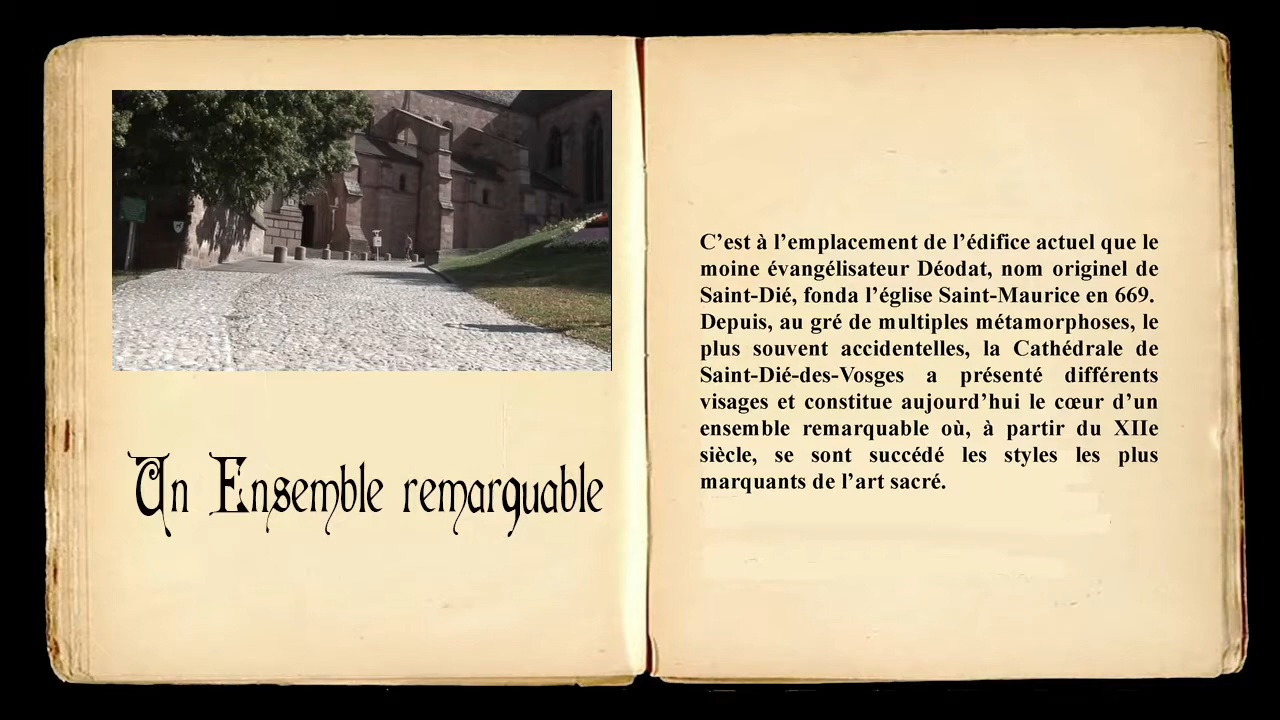 Un Ensemble remarquable
C’est à l’emplacement de l’édifice actuel que le
moine évangélisateur Déodat, nom originel de
Saint-Dié, fonda l’église Saint-Maurice en 669.
Depuis, au gré de multiples métamorphoses, le
plus souvent accidentelles, la Cathédrale de
Saint-Dié-des-Vosges a présenté différents
visages et constitue aujourd’hui le cœur d’un
ensemble remarquable où, à partir du XIIe
siècle, se sont succédé les styles les plus
marquants de l’art sacré.